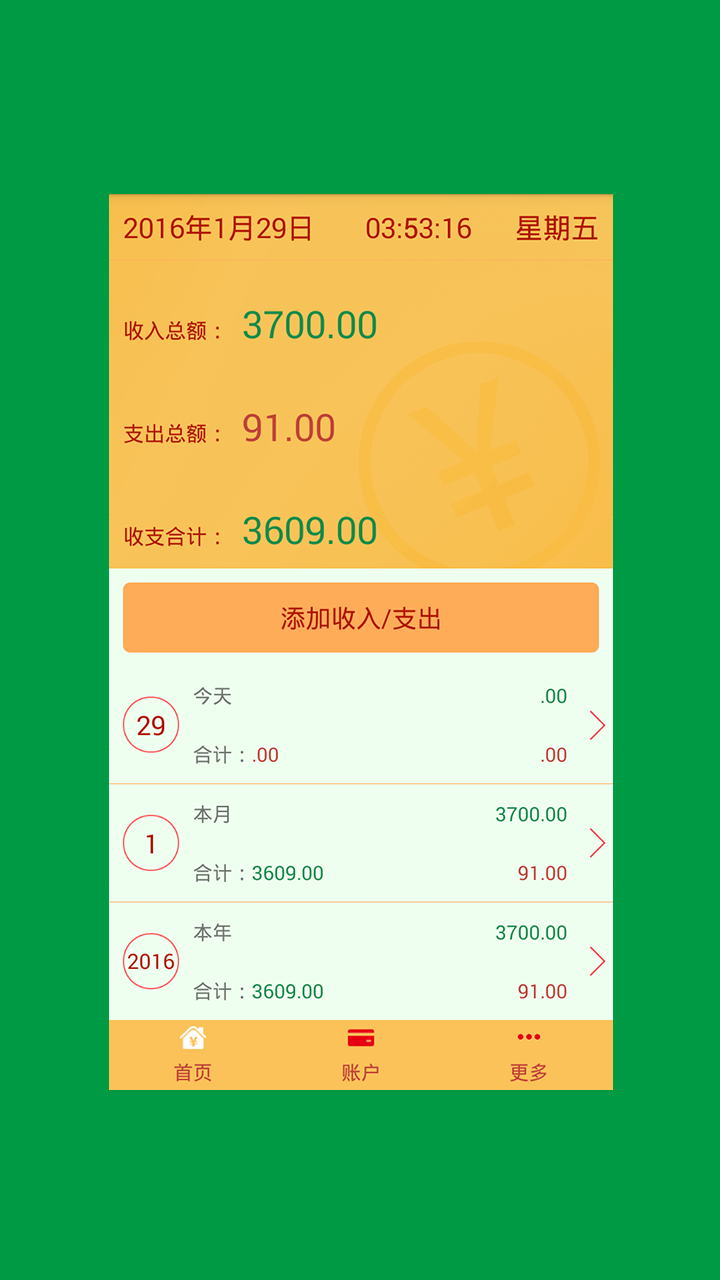 2016年1月29日 03:53:16 星期五
收入总额： 3700.00
支出总额： 91.00
收支合计： 3609.00
添加收入/支出
今天 .00
29
合计：.00 .00
本月 3700.00
1
合计：3609.00 91.00
本年 3700.00
2016
合计：3609.00 91.00
首页 账户 更多